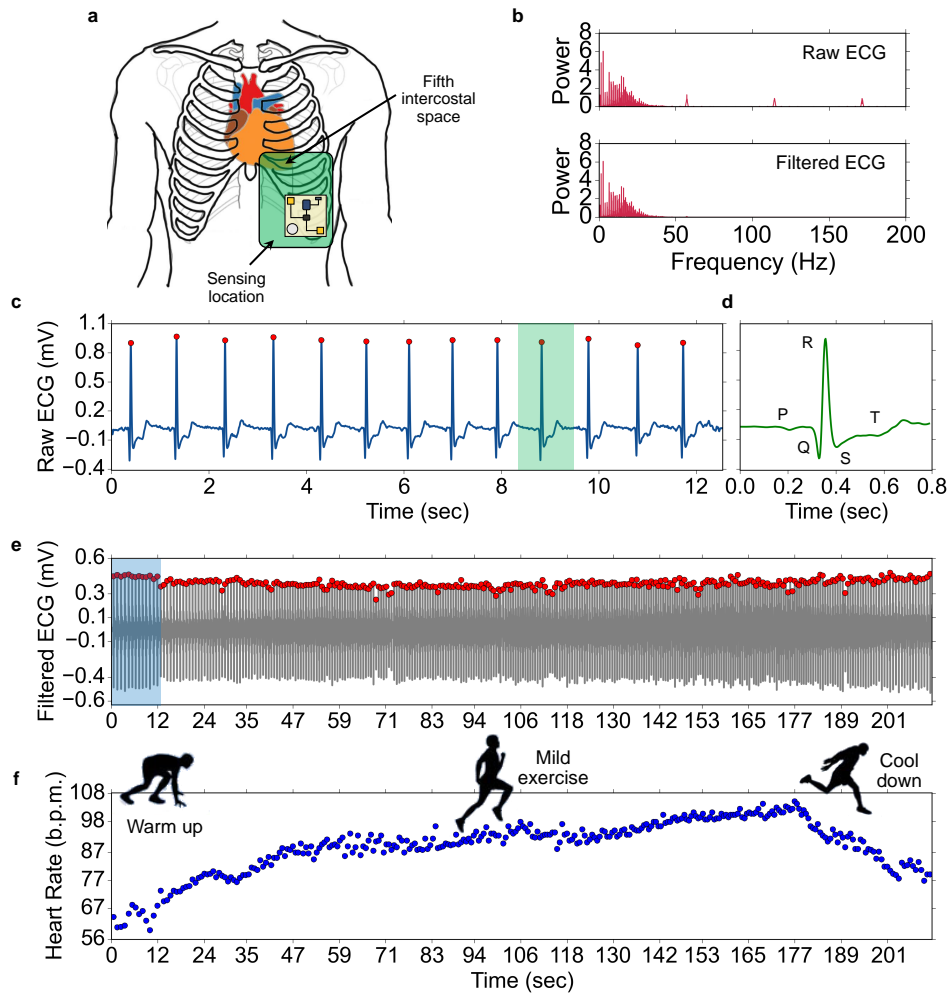 a
Fifth
intercostal
space
Sensing
location
b
Raw ECG
Power
8
6
4
2
0
Filtered ECG
Power
8
6
4
2
0
0 50 100 150 200
Frequency (Hz)
c
Raw ECG (mV)
1.1
0.8
0.5
0.2
−0.1
−0.4
0 2 4 6 8 10 12
Time (sec)
d
R
P
Q
S
T
0.0 0.2 0.4 0.6 0.8
Time (sec)
e
Filtered ECG (mV)
0.6
0.3
0.1
−0.1
−0.4
−0.6
0 12 24 35 47 59 71 83 94 106 118 130 142 153 165 177 189 201
f
Warm up
Mild
exercise
Cool
down
Heart Rate (b.p.m.)
108
98
87
77
67
56
0 12 24 35 47 59 71 83 94 106 118 130 142 153 165 177 189 201
Time (sec)